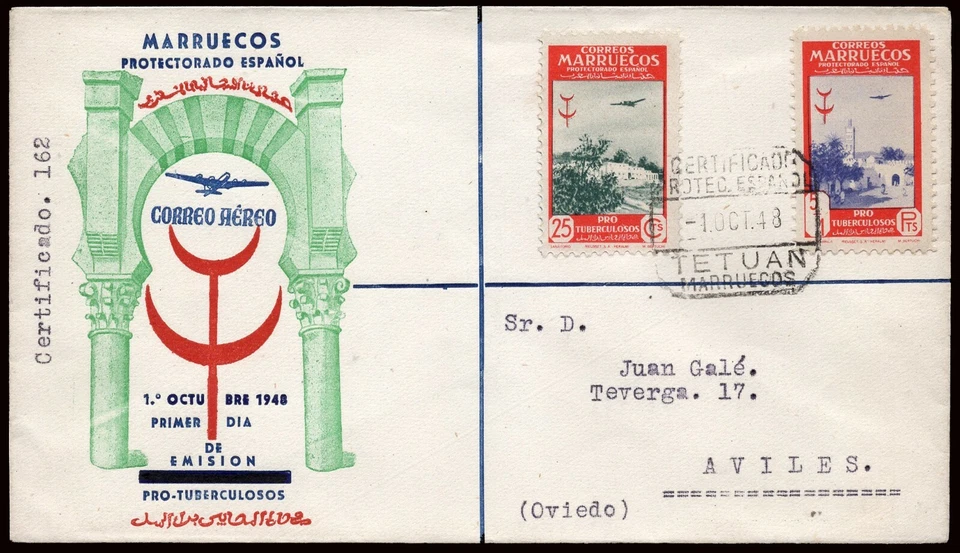 Certificado. 162
MARRUECOS
PROTECTORADO ESPAÑOL
CORREO AÉREO
1.º OCTUBRE 1948
PRIMER DIA
DE
EMISION
PRO-TUBERCULOSOS
CORREOS
MARRUECOS
PROTECTORADO ESPAÑOL
25 Cts
PRO
TUBERCULOSOS
CORREOS
MARRUECOS
PROTECTORADO ESPAÑOL
PRO
TUBERCULOSOS
PTS
CERTIFICADO
PROTEC. ESPAÑOL
-1.OCT.48
TETUAN
MARRUECOS
Sr. D.
Juan Galé.
Teverga. 17.
AVILES.
(Oviedo)